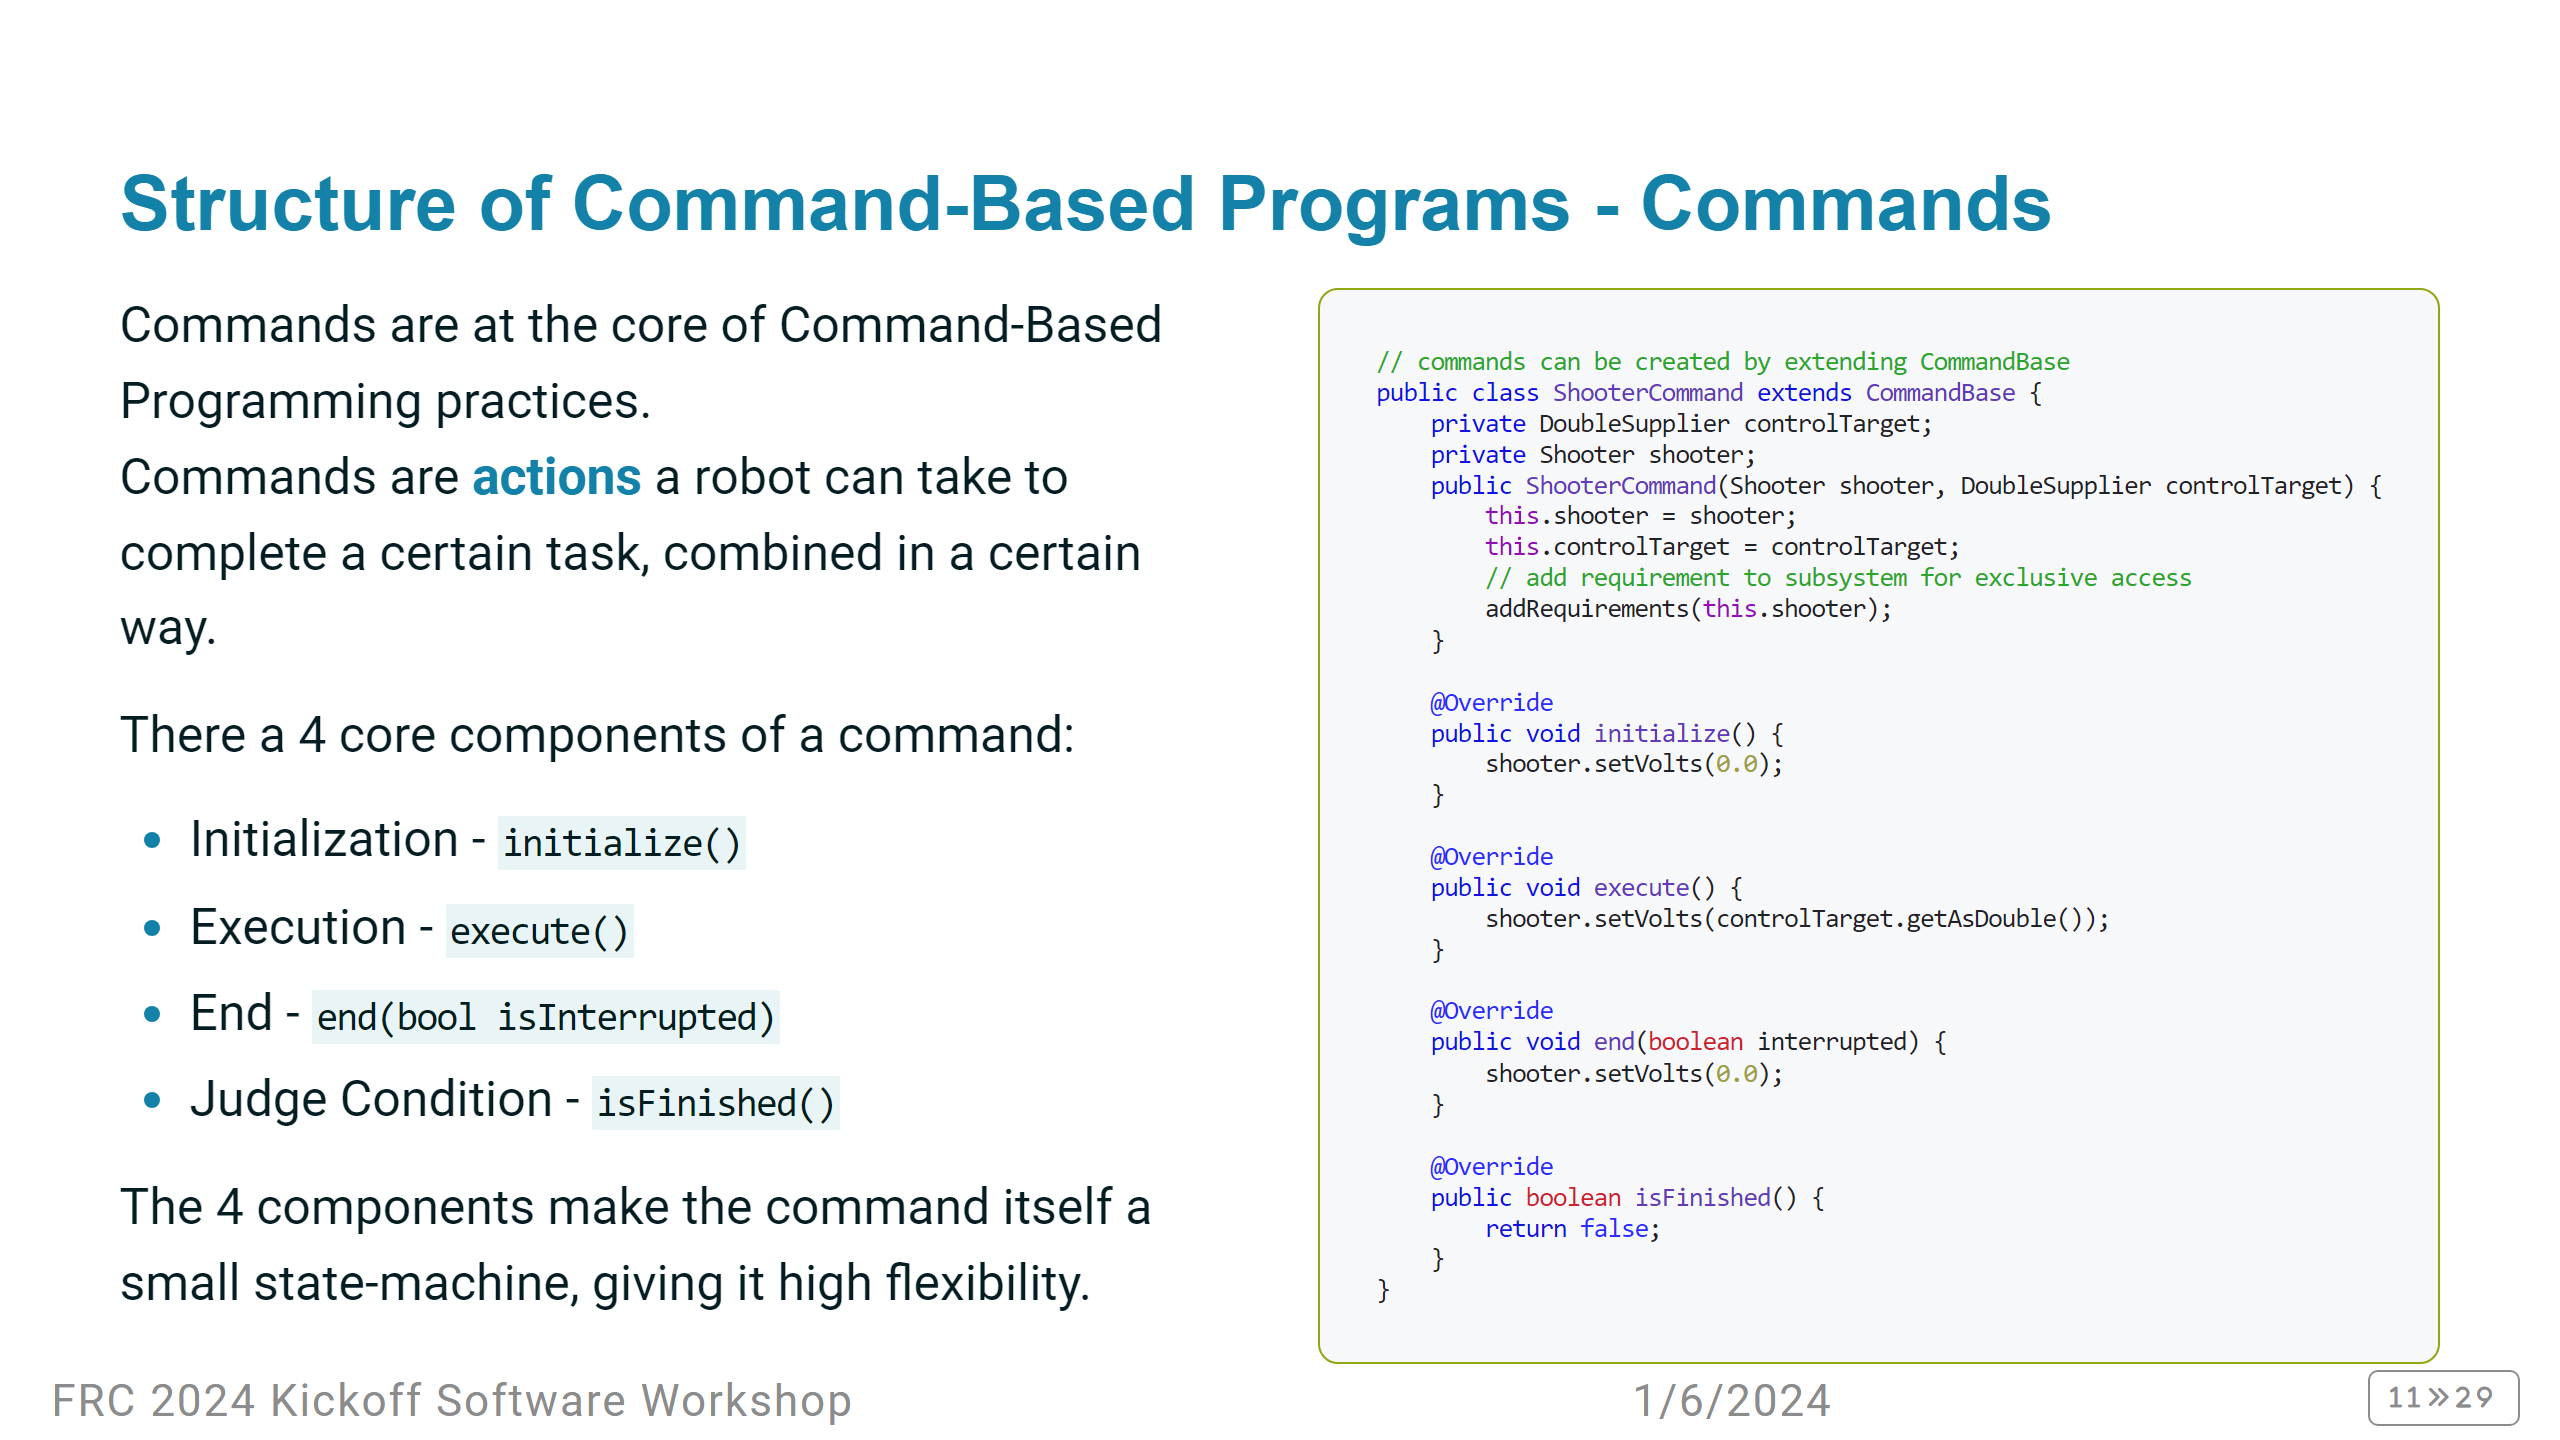 Structure of Command-Based Programs - Commands
Commands are at the core of Command-Based
Programming practices.
Commands are actions a robot can take to
complete a certain task, combined in a certain
way.
There a 4 core components of a command:
Initialization - initialize()
Execution - execute()
End - end(bool isInterrupted)
Judge Condition - isFinished()
The 4 components make the command itself a
small state-machine, giving it high flexibility.
// commands can be created by extending CommandBase
public class ShooterCommand extends CommandBase {
    private DoubleSupplier controlTarget;
    private Shooter shooter;
    public ShooterCommand(Shooter shooter, DoubleSupplier controlTarget) {
        this.shooter = shooter;
        this.controlTarget = controlTarget;
        // add requirement to subsystem for exclusive access
        addRequirements(this.shooter);
    }
    @Override
    public void initialize() {
        shooter.setVolts(0.0);
    }
    @Override
    public void execute() {
        shooter.setVolts(controlTarget.getAsDouble());
    }
    @Override
    public void end(boolean interrupted) {
        shooter.setVolts(0.0);
    }
    @Override
    public boolean isFinished() {
        return false;
    }
}
FRC 2024 Kickoff Software Workshop
1/6/2024
11»29